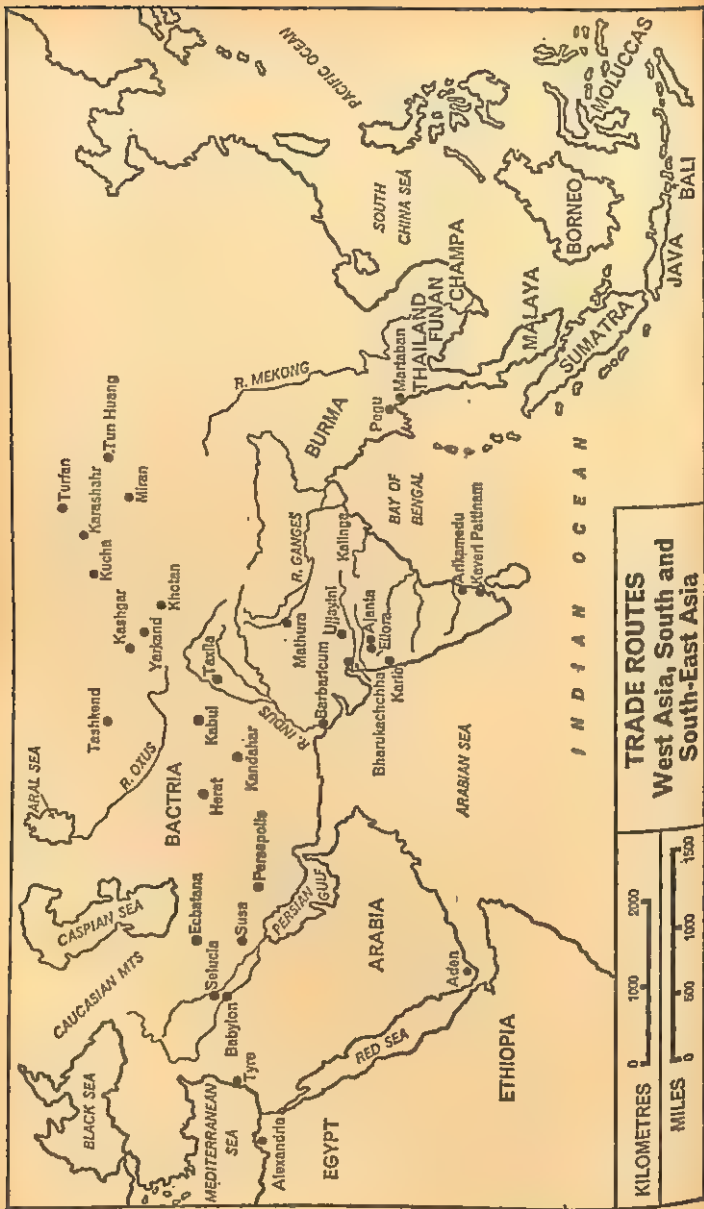 BLACK SEA
CAUCASIAN MTS
CASPIAN SEA
ARAL SEA
R. OXUS
Tashkend
Kashgar
Yarkand
Khotan
Kucha
Karashahr
Turfan
Miran
Tun Huang
PACIFIC OCEAN
MEDITERRANEAN
SEA
Tyre
Alexandria
EGYPT
Babylon
Selucia
Ecbatana
Susa
Persepolis
PERSIAN
GULF
BACTRIA
Herat
Kandahar
Kabul
Taxila
R. INDUS
Barbaricum
Mathura
R. GANGES
Ujjayini
Ajanta
Ellora
Karle
Bharukachchha
Kalinga
BAY OF
BENGAL
Arikamedu
Kaveri Pattinam
BURMA
Pegu
Martaban
R. MEKONG
THAILAND
FUNAN
CHAMPA
SOUTH
CHINA SEA
MALAYA
SUMATRA
BORNEO
MOLUCCAS
JAVA
BALI
ARABIA
Aden
RED SEA
ETHIOPIA
ARABIAN SEA
INDIAN OCEAN
KILOMETRES 0 1000 2000
MILES 0 500 1000 1500
TRADE ROUTES
West Asia, South and
South-East Asia